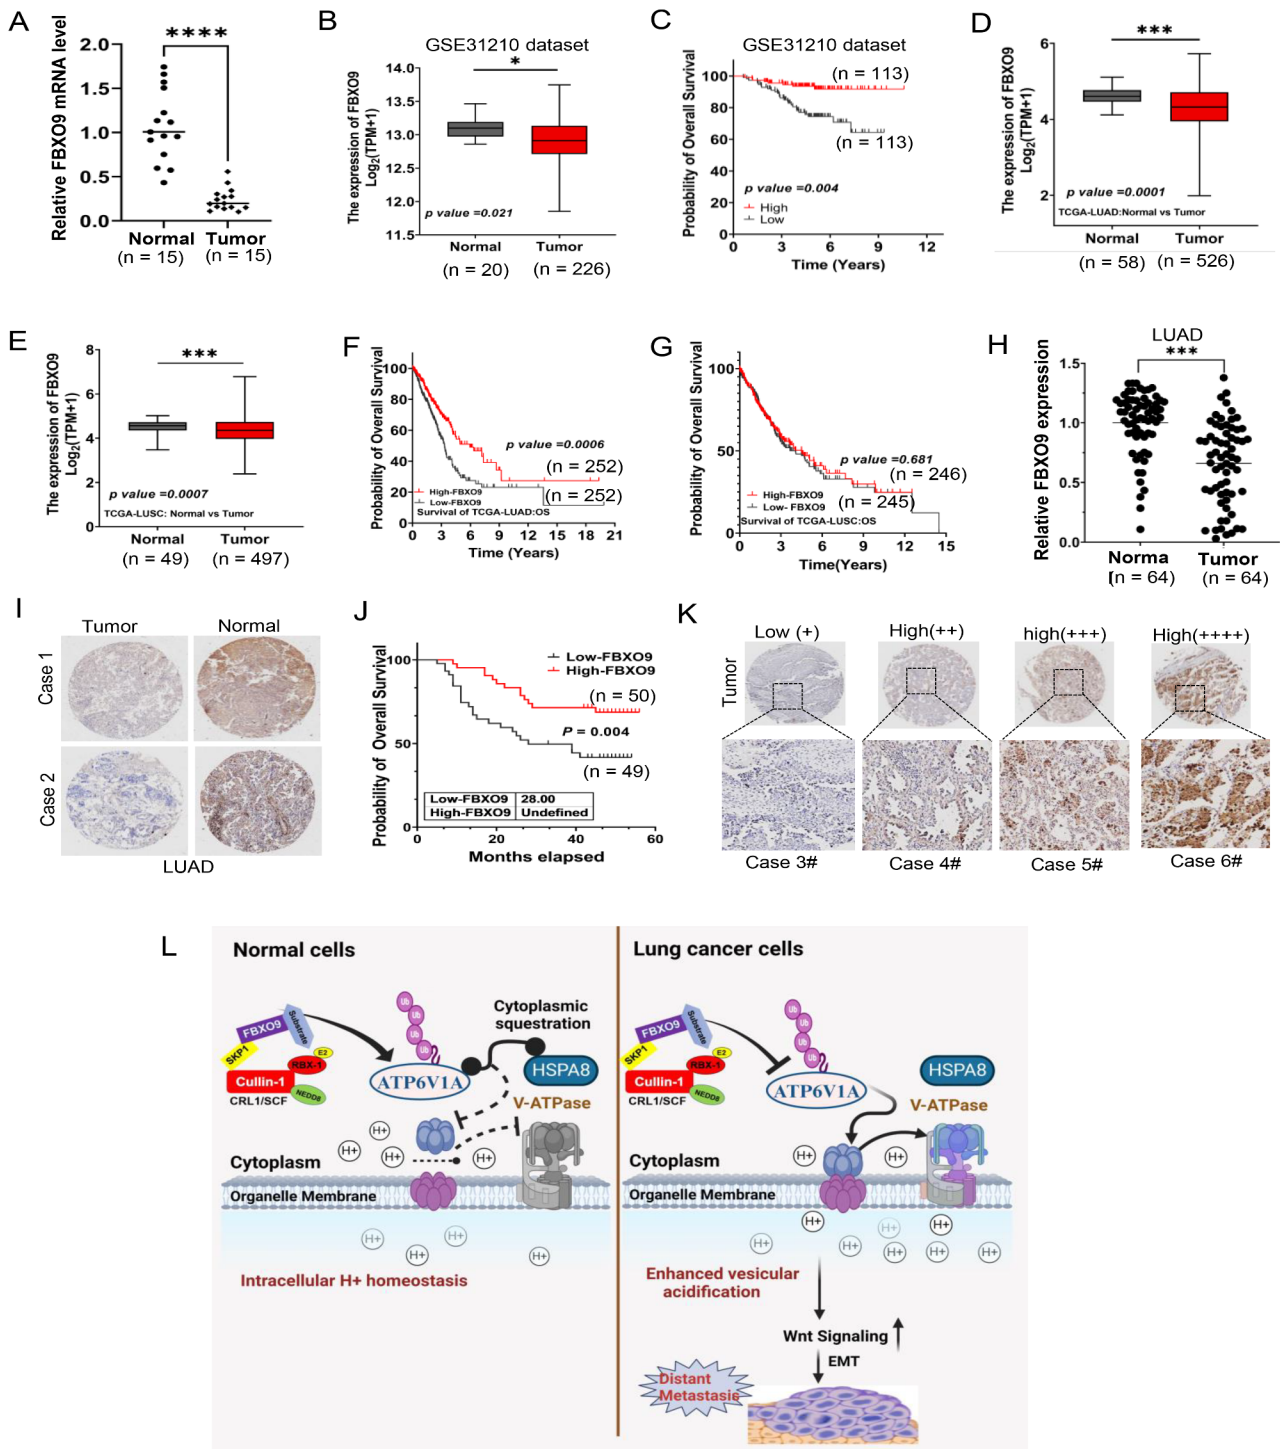 A
Relative FBXO9 mRNA level
2.0
1.5
1.0
0.5
0.0
****
Normal
Tumor
(n = 15)
(n = 15)
B
GSE31210 dataset
The expression of FBXO9
Log2(TPM+1)
14.0
13.5
13.0
12.5
12.0
11.5
*
p value =0.021
Normal
Tumor
(n = 20)
(n = 226)
C
GSE31210 dataset
Probability of Overall Survival
100
80
60
40
20
0
(n = 113)
(n = 113)
p value =0.004
High
Low
0 3 6 9 12
Time (Years)
D
The expression of FBXO9
Log2(TPM+1)
6
4
2
***
p value =0.0001
TCGA-LUAD:Normal vs Tumor
Normal
Tumor
(n = 58)
(n = 526)
E
The expression of FBXO9
Log2(TPM+1)
8
6
4
2
0
***
p value =0.0007
TCGA-LUSC: Normal vs Tumor
Normal
Tumor
(n = 49)
(n = 497)
F
Probability of Overall Survival
100
80
60
40
20
0
p value =0.0006
(n = 252)
(n = 252)
High-FBXO9
Low-FBXO9
Survival of TCGA-LUAD:OS
0 3 6 9 12 15 18 21
Time (Years)
G
Probability of Overall Survival
100
50
0
p value =0.681
(n = 246)
(n = 245)
High-FBXO9
Low- FBXO9
Survival of TCGA-LUSC:OS
0 3 6 9 12 15
Time(Years)
H
LUAD
***
Relative FBXO9 expression
1.5
1.0
0.5
0.0
Norma
l
Tumor
(n = 64)
(n = 64)
I
Tumor
Normal
Case 1
Case 2
LUAD
J
Probability of Overall Survival
100
50
0
Low-FBXO9
High-FBXO9
(n = 50)
P = 0.004
(n = 49)
Low-FBXO9 28.00
High-FBXO9 Undefined
0 20 40 60
Months elapsed
K
Tumor
Low (+)
High(++)
high(+++)
High(++++)
Case 3#
Case 4#
Case 5#
Case 6#
L
Normal cells
FBXO9
Substrate
SKP1
E2
RBX-1
Cullin-1
NEDD8
CRL1/SCF
Ub
Ub
Ub
Ub
ATP6V1A
Cytoplasmic
squestration
HSPA8
V-ATPase
H+
H+
H+
H+
Cytoplasm
Organelle Membrane
H+
H+
H+
H+
Intracellular H+ homeostasis
Lung cancer cells
FBXO9
Substrate
SKP1
E2
RBX-1
Cullin-1
NEDD8
CRL1/SCF
Ub
Ub
Ub
Ub
ATP6V1A
HSPA8
V-ATPase
H+
H+
Cytoplasm
Organelle Membrane
H+
H+
H+
H+
H+
H+
H+
H+
Enhanced vesicular
acidification
Wnt Signaling
EMT
Distant
Metastasis